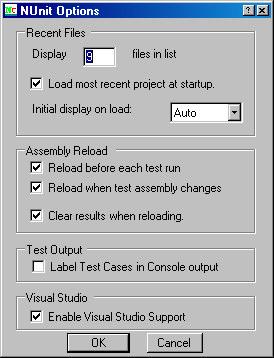 NUnit Options
Recent Files
Display 9 files in list
Load most recent project at startup.
Initial display on load: Auto
Assembly Reload
Reload before each test run
Reload when test assembly changes
Clear results when reloading.
Test Output
Label Test Cases in Console output
Visual Studio
Enable Visual Studio Support
OK Cancel